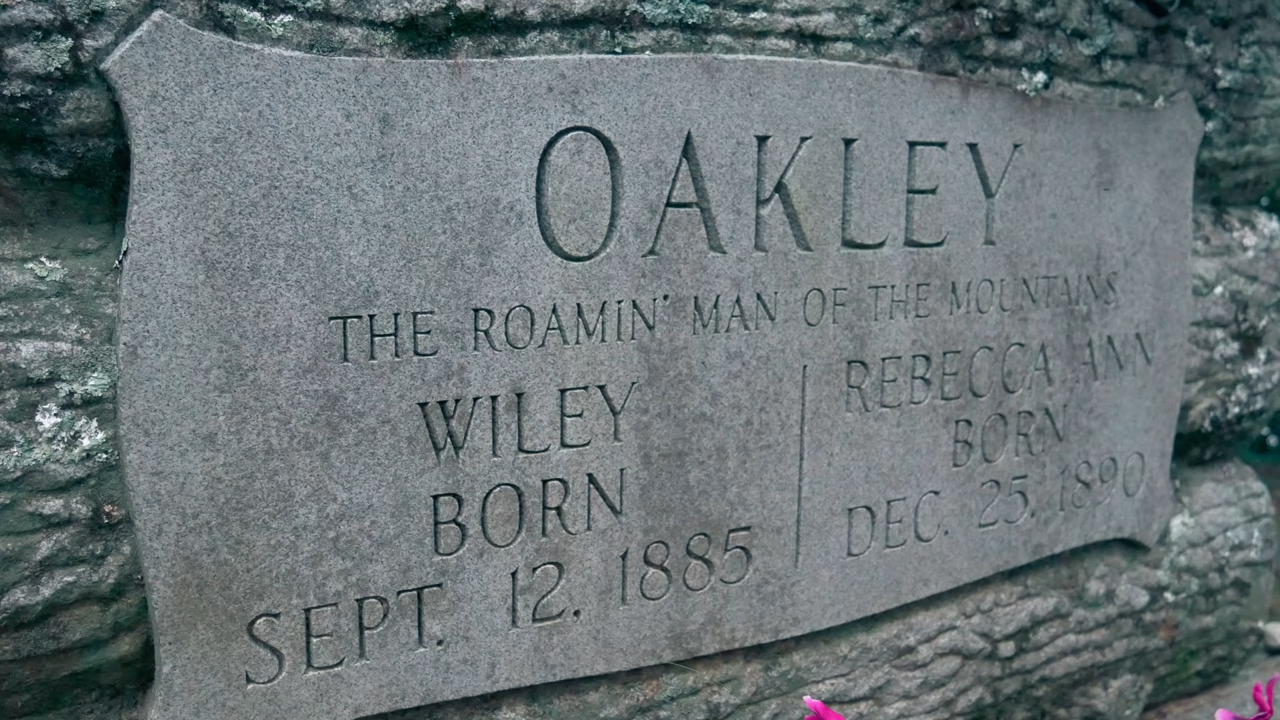 OAKLEY
THE ROAMIN' MAN OF THE MOUNTAINS
WILEY
BORN
SEPT. 12, 1885
REBECCA ANN
BORN
DEC. 25, 1890